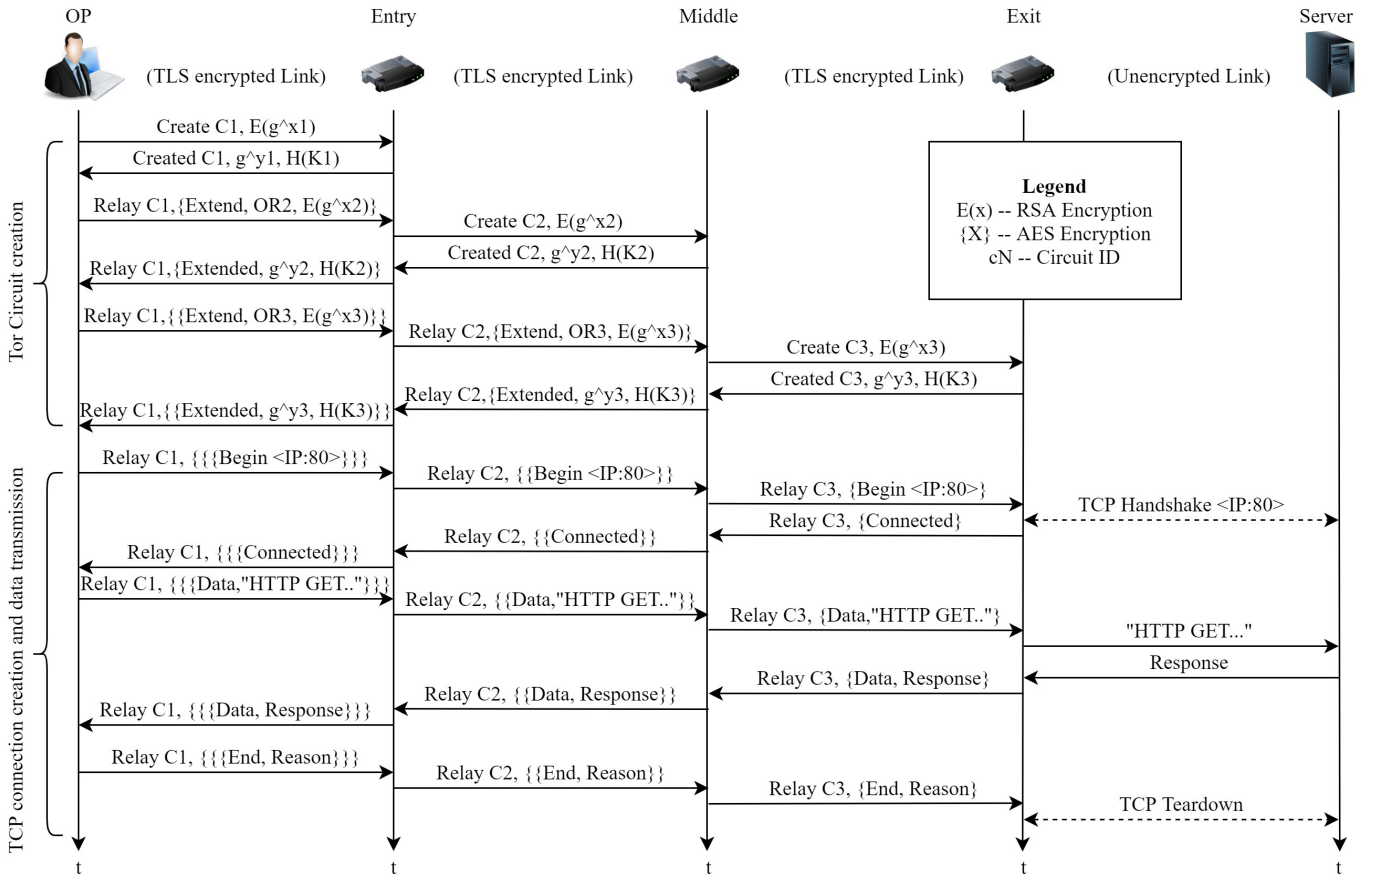 OP
Entry
Middle
Exit
Server
(TLS encrypted Link)
(TLS encrypted Link)
(TLS encrypted Link)
(Unencrypted Link)
Create C1, E(g^x1)
Created C1, g^y1, H(K1)
Relay C1,{Extend, OR2, E(g^x2)}
Create C2, E(g^x2)
Created C2, g^y2, H(K2)
Relay C1,{Extended, g^y2, H(K2)}
Relay C1,{{Extend, OR3, E(g^x3)}}
Relay C2,{Extend, OR3, E(g^x3)}
Create C3, E(g^x3)
Created C3, g^y3, H(K3)
Relay C2,{Extended, g^y3, H(K3)}
Relay C1,{{Extended, g^y3, H(K3)}}
Legend
E(x) -- RSA Encryption
{X} -- AES Encryption
cN -- Circuit ID
Tor Circuit creation
Relay C1, {{{Begin <IP:80>}}}
Relay C2, {{Begin <IP:80>}}
Relay C3, {Begin <IP:80>}
TCP Handshake <IP:80>
Relay C3, {Connected}
Relay C2, {{Connected}}
Relay C1, {{{Connected}}}
Relay C1, {{{Data,"HTTP GET.."}}}
Relay C2, {{Data,"HTTP GET.."}}
Relay C3, {Data,"HTTP GET.."}
"HTTP GET..."
Response
Relay C3, {Data, Response}
Relay C2, {{Data, Response}}
Relay C1, {{{Data, Response}}}
Relay C1, {{{End, Reason}}}
Relay C2, {{End, Reason}}
Relay C3, {End, Reason}
TCP Teardown
TCP connection creation and data transmission
t
t
t
t
t